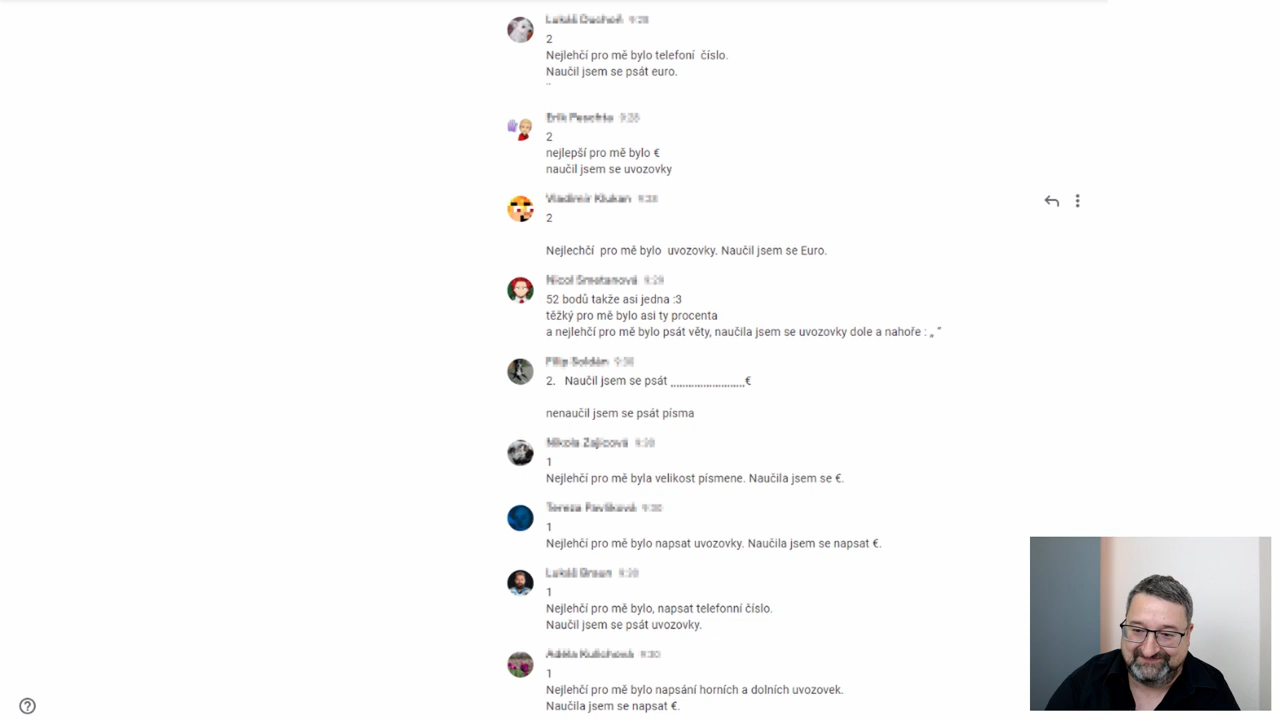 2
Nejlehčí pro mě bylo telefoní  číslo.
Naučil jsem se psát euro.
¨
2
nejlepší pro mě bylo €
naučil jsem se uvozovky
2
Nejlechčí  pro mě bylo  uvozovky. Naučil jsem se Euro.
52 bodů takže asi jedna :3
těžký pro mě bylo asi ty procenta
a nejlehčí pro mě bylo psát věty, naučila jsem se uvozovky dole a nahoře : „ “
2.   Naučil jsem se psát ,,,,,,,,,,,,,,,,,,,,,,,,,€
nenaučil jsem se psát písma
1
Nejlehčí pro mě byla velikost písmene. Naučila jsem se €.
1
Nejlehčí pro mě bylo napsat uvozovky. Naučila jsem se napsat €.
1
Nejlehčí pro mě bylo, napsat telefonní číslo.
Naučil jsem se psát uvozovky.
1
Nejlehčí pro mě bylo napsání horních a dolních uvozovek.
Naučila jsem se napsat €.